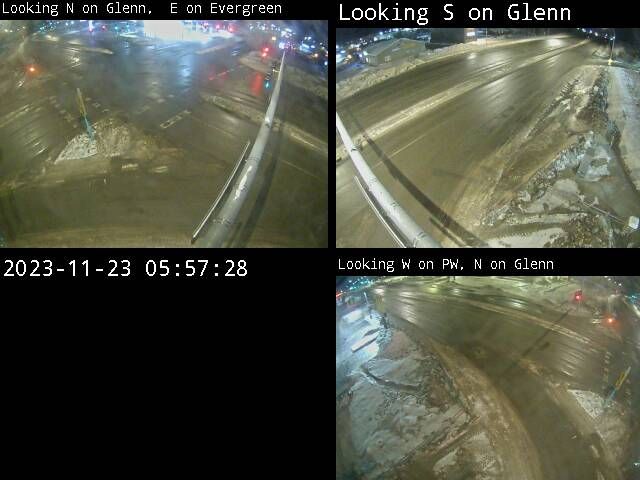 Looking N on Glenn, E on Evergreen
Looking S on Glenn
2023-11-23 05:57:28
Looking W on PW, N on Glenn